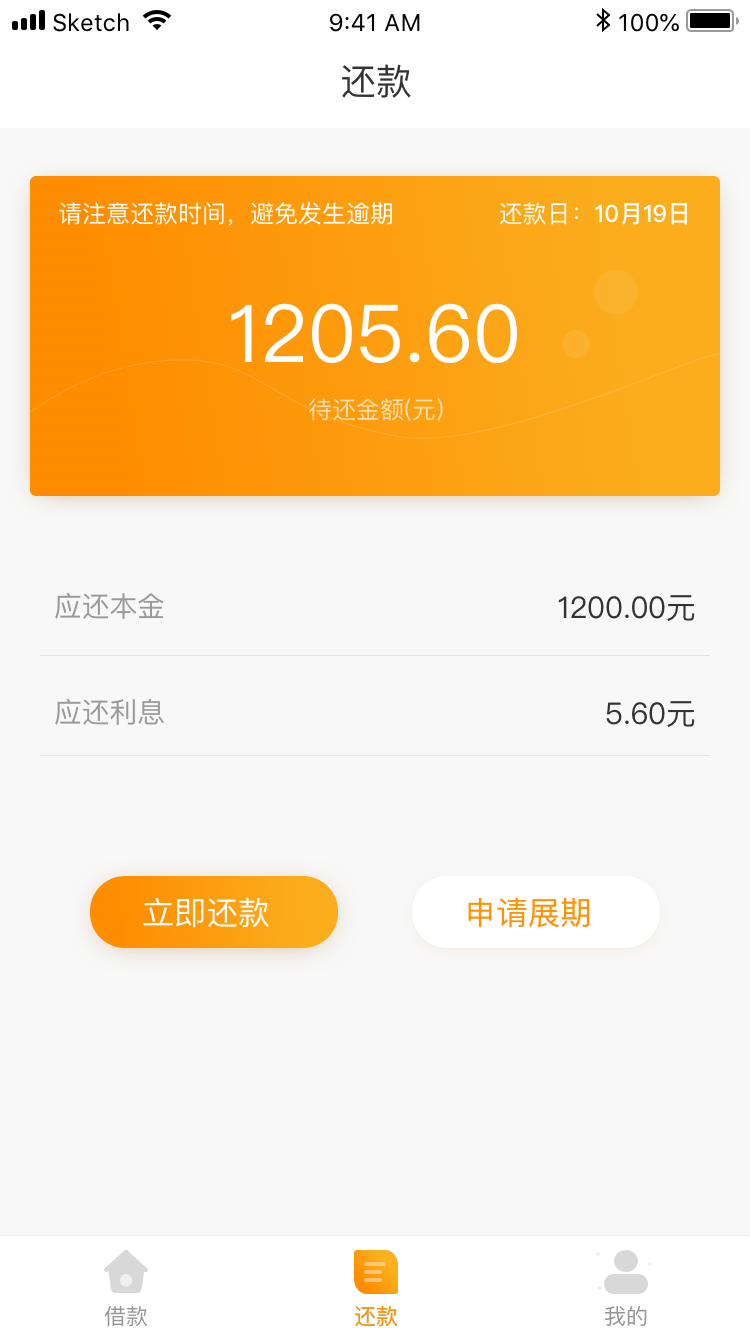 Sketch 9:41 AM 100%
还款
请注意还款时间，避免发生逾期 还款日：10月19日
1205.60
待还金额(元)
应还本金 1200.00元
应还利息 5.60元
立即还款 申请展期
借款 还款 我的